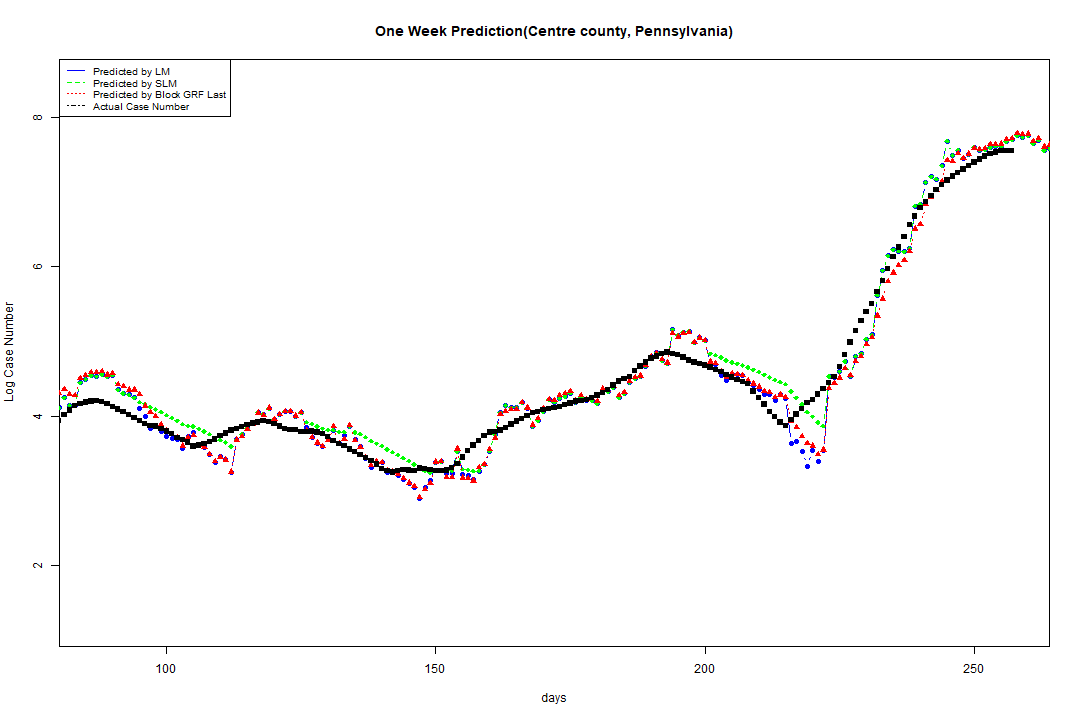 One Week Prediction(Centre county, Pennsylvania)
Predicted by LM
Predicted by SLM
Predicted by Block GRF Last
Actual Case Number
8
6
4
2
Log Case Number
100 150 200 250
days